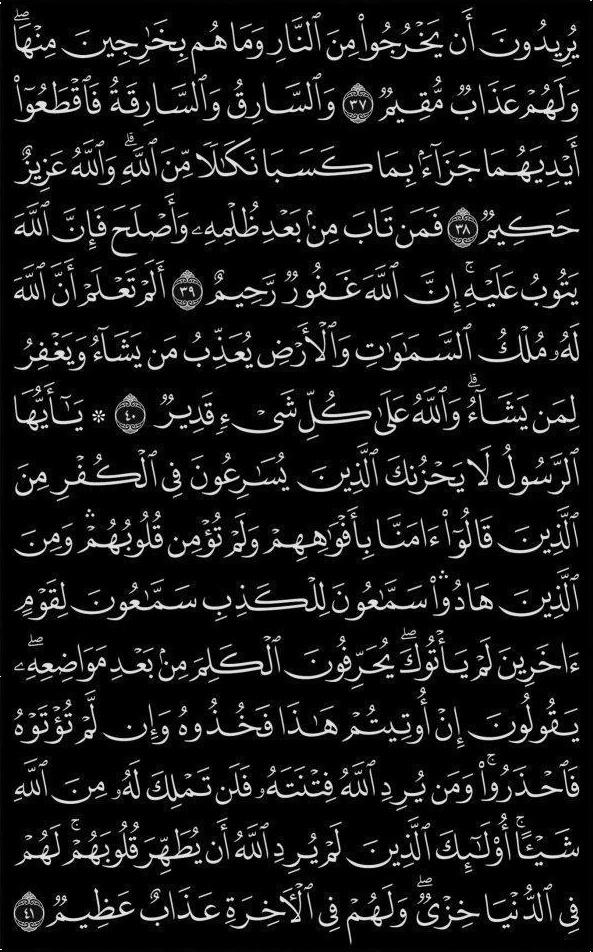 يُرِيدُونَ أَن يَخْرُجُوا۟ مِنَ ٱلنَّارِ وَمَا هُم بِخَـٰرِجِينَ مِنْهَا ۖ
وَلَهُمْ عَذَابٌ مُّقِيمٌ ٣٧ وَٱلسَّارِقُ وَٱلسَّارِقَةُ فَٱقْطَعُوٓا۟
أَيْدِيَهُمَا جَزَآءًۢ بِمَا كَسَبَا نَكَـٰلًا مِّنَ ٱللَّهِ ۗ وَٱللَّهُ عَزِيزٌ
حَكِيمٌ ٣٨ فَمَن تَابَ مِنۢ بَعْدِ ظُلْمِهِۦ وَأَصْلَحَ فَإِنَّ ٱللَّهَ
يَتُوبُ عَلَيْهِ ۚ إِنَّ ٱللَّهَ غَفُورٌ رَّحِيمٌ ٣٩ أَلَمْ تَعْلَمْ أَنَّ ٱللَّهَ
لَهُۥ مُلْكُ ٱلسَّمَـٰوَٰتِ وَٱلْأَرْضِ يُعَذِّبُ مَن يَشَآءُ وَيَغْفِرُ
لِمَن يَشَآءُ ۗ وَٱللَّهُ عَلَىٰ كُلِّ شَىْءٍ قَدِيرٌ ٤٠ * يَـٰٓأَيُّهَا
ٱلرَّسُولُ لَا يَحْزُنكَ ٱلَّذِينَ يُسَـٰرِعُونَ فِى ٱلْكُفْرِ مِنَ
ٱلَّذِينَ قَالُوٓا۟ ءَامَنَّا بِأَفْوَٰهِهِمْ وَلَمْ تُؤْمِن قُلُوبُهُمْ ۛ وَمِنَ
ٱلَّذِينَ هَادُوا۟ ۛ سَمَّـٰعُونَ لِلْكَذِبِ سَمَّـٰعُونَ لِقَوْمٍ
ءَاخَرِينَ لَمْ يَأْتُوكَ ۖ يُحَرِّفُونَ ٱلْكَلِمَ مِنۢ بَعْدِ مَوَاضِعِهِۦ ۖ
يَقُولُونَ إِنْ أُوتِيتُمْ هَـٰذَا فَخُذُوهُ وَإِن لَّمْ تُؤْتَوْهُ
فَٱحْذَرُوا۟ ۚ وَمَن يُرِدِ ٱللَّهُ فِتْنَتَهُۥ فَلَن تَمْلِكَ لَهُۥ مِنَ ٱللَّهِ
شَيْـًٔا ۚ أُو۟لَـٰٓئِكَ ٱلَّذِينَ لَمْ يُرِدِ ٱللَّهُ أَن يُطَهِّرَ قُلُوبَهُمْ ۚ لَهُمْ
فِى ٱلدُّنْيَا خِزْىٌ ۖ وَلَهُمْ فِى ٱلْـَٔاخِرَةِ عَذَابٌ عَظِيمٌ ٤١